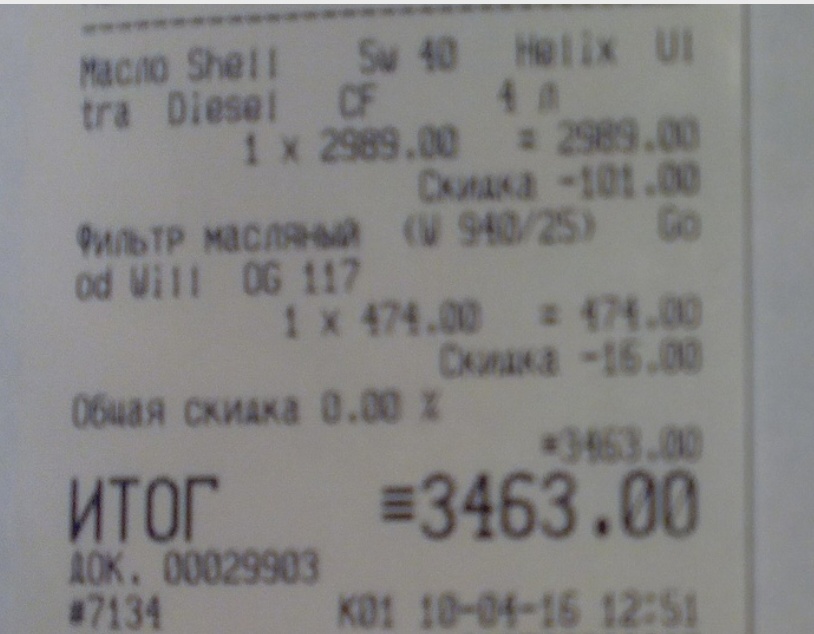 Масло Shell 5w 40 Helix Ul
tra Diesel CF 4 л
1 x 2989.00 = 2989.00
Скидка -101.00
Фильтр масляный (W 940/25) Go
od Will OG 117
1 x 474.00 = 474.00
Скидка -16.00
Общая скидка 0.00 %
=3463.00
ИТОГ ≡3463.00
ДОК. 00029903
#7134 К01 10-04-16 12:51